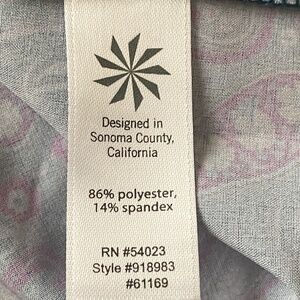 Designed in
Sonoma County,
California
86% polyester,
14% spandex
RN #54023
Style #918983
#61169